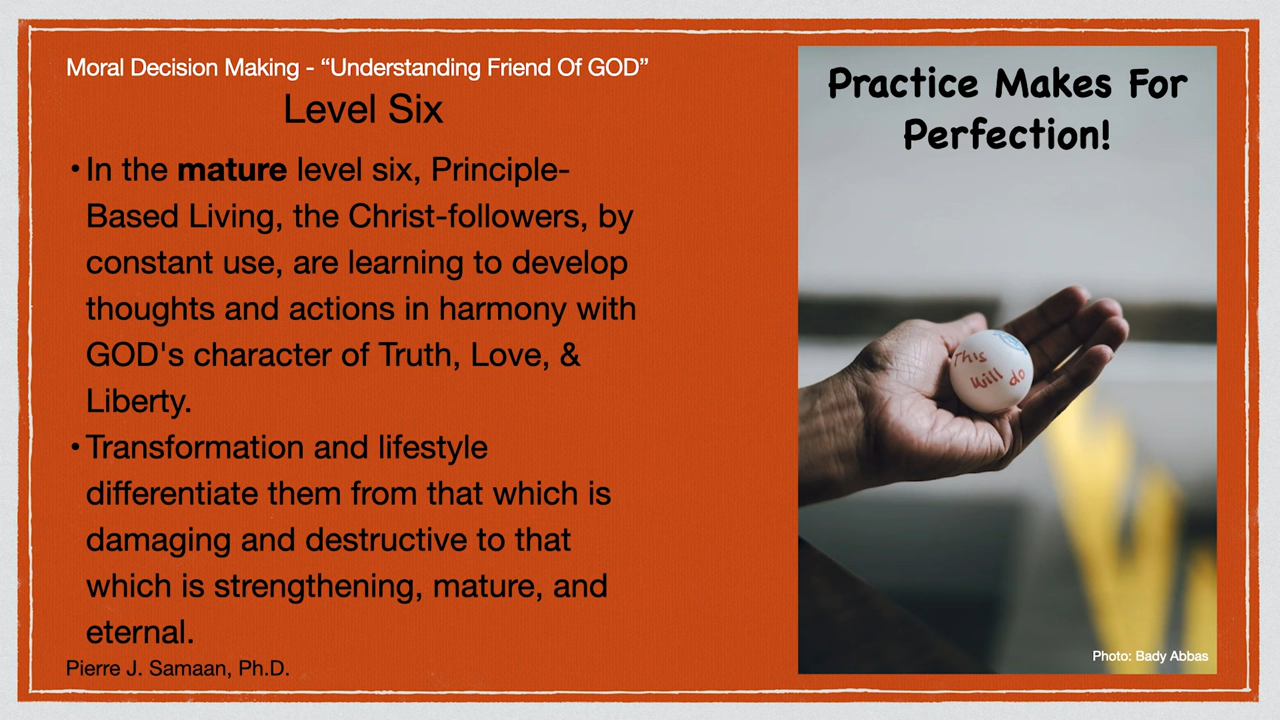 Moral Decision Making - “Understanding Friend Of GOD”
Level Six
•In the mature level six, Principle-
Based Living, the Christ-followers, by
constant use, are learning to develop
thoughts and actions in harmony with
GOD's character of Truth, Love, &
Liberty.
•Transformation and lifestyle
differentiate them from that which is
damaging and destructive to that
which is strengthening, mature, and
eternal.
Pierre J. Samaan, Ph.D.
Practice Makes For
Perfection!
This
will do
Photo: Bady Abbas